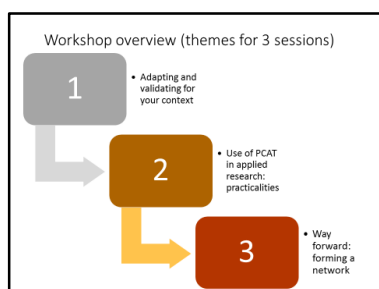 Workshop overview (themes for 3 sessions)
1
• Adapting and
validating for
your context
2
• Use of PCAT
in applied
research:
practicalities
3
• Way
forward:
forming a
network